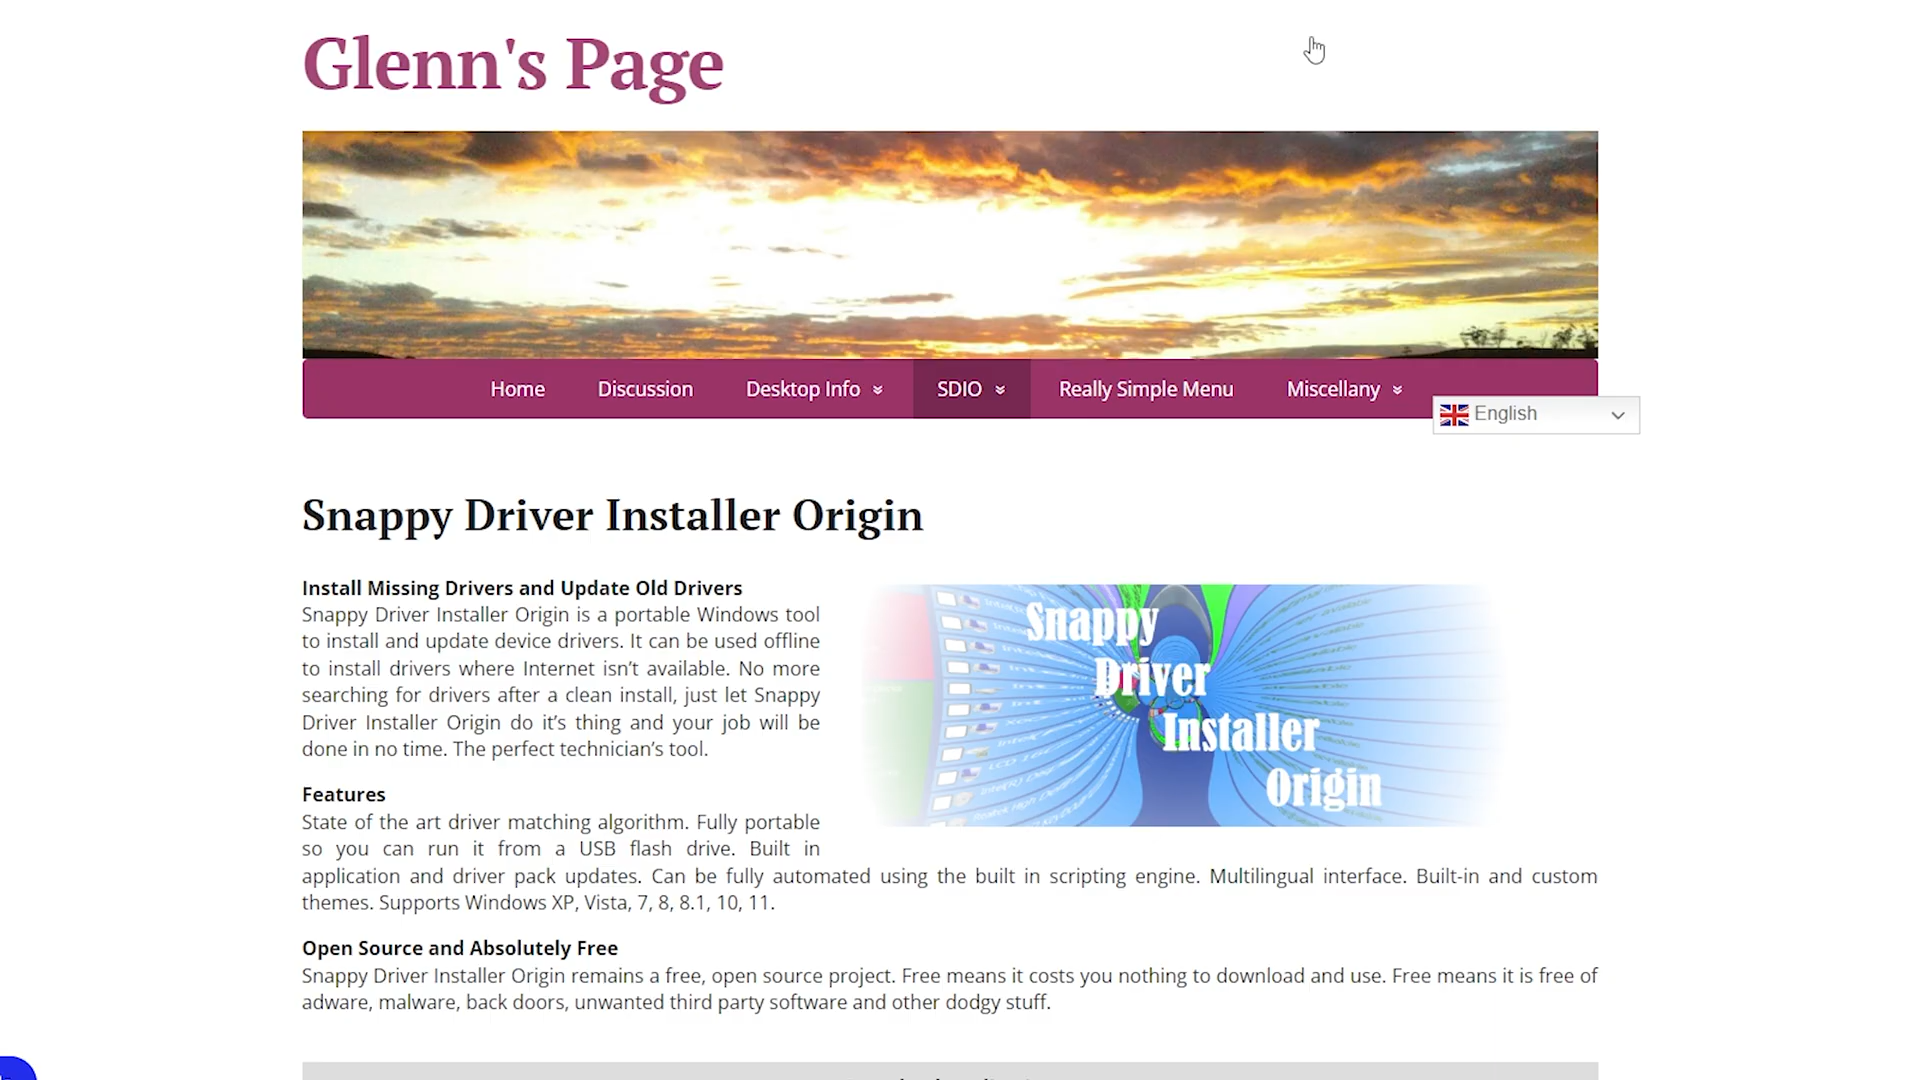 Glenn's Page
Home Discussion Desktop Info SDIO Really Simple Menu Miscellany
English
Snappy Driver Installer Origin
Install Missing Drivers and Update Old Drivers
Snappy Driver Installer Origin is a portable Windows tool
to install and update device drivers. It can be used offline
to install drivers where Internet isn’t available. No more
searching for drivers after a clean install, just let Snappy
Driver Installer Origin do it’s thing and your job will be
done in no time. The perfect technician’s tool.
Snappy
Driver
Installer
Origin
Features
State of the art driver matching algorithm. Fully portable
so you can run it from a USB flash drive. Built in
application and driver pack updates. Can be fully automated using the built in scripting engine. Multilingual interface. Built-in and custom
themes. Supports Windows XP, Vista, 7, 8, 8.1, 10, 11.
Open Source and Absolutely Free
Snappy Driver Installer Origin remains a free, open source project. Free means it costs you nothing to download and use. Free means it is free of
adware, malware, back doors, unwanted third party software and other dodgy stuff.